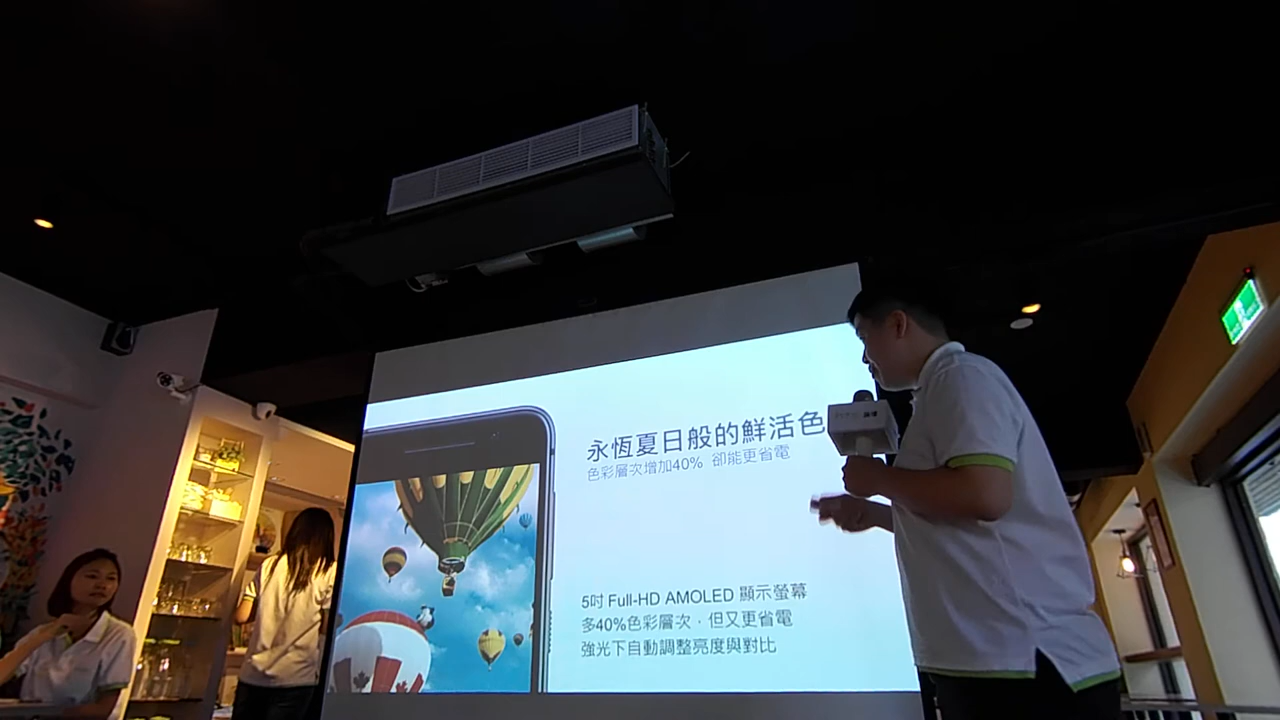 永恆夏日般的鮮活色
色彩層次增加40% 卻能更省電
5吋 Full-HD AMOLED 顯示螢幕
多40%色彩層次，但又更省電
強光下自動調整亮度與對比